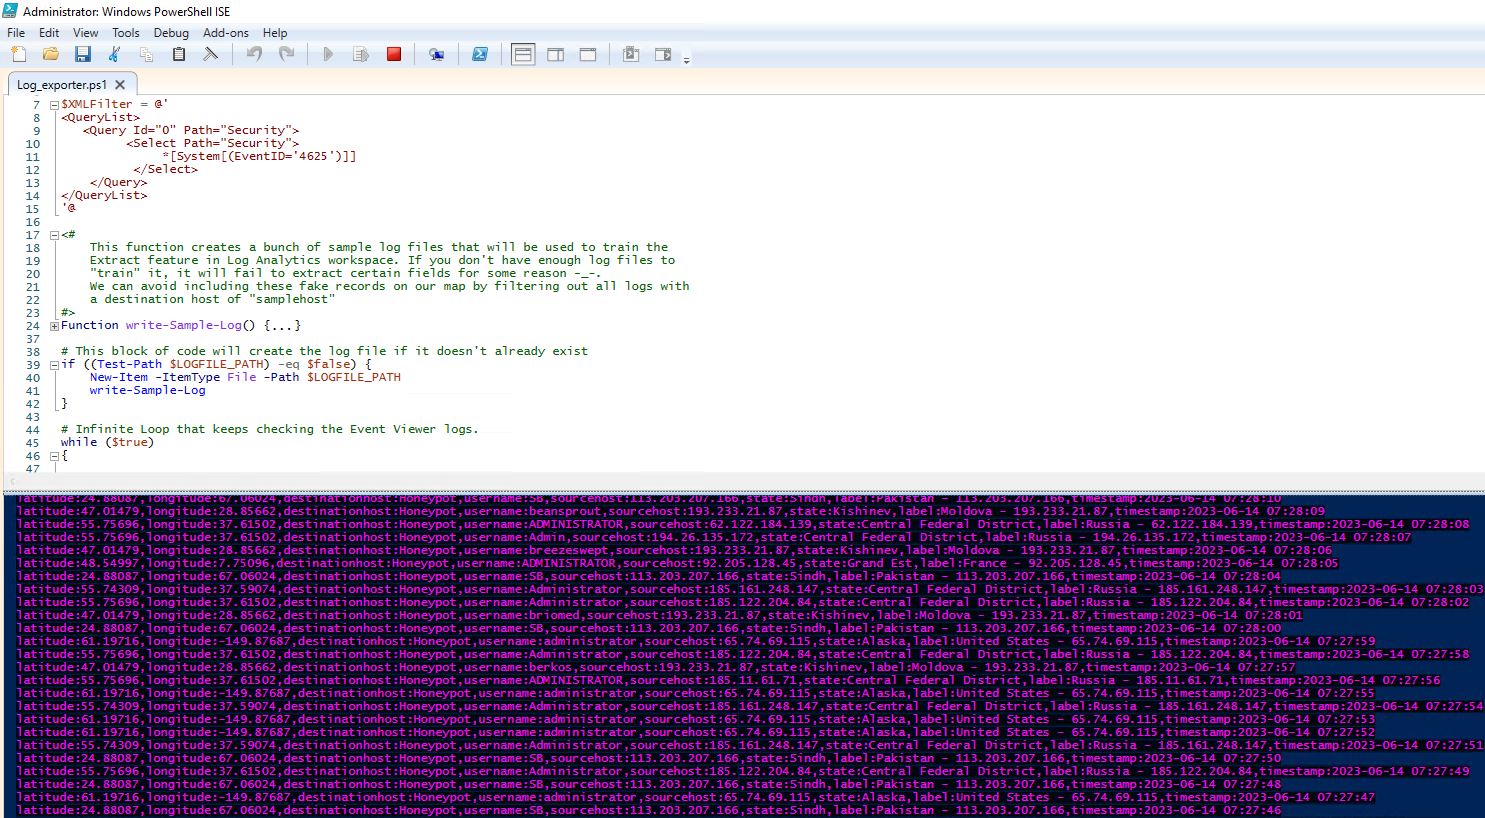 Administrator: Windows PowerShell ISE
File Edit View Tools Debug Add-ons Help
Log_exporter.ps1
7 $XMLFilter = @'
8 <QueryList>
9 <Query Id="0" Path="Security">
10 <Select Path="Security">
11 *[System[(EventID='4625')]]
12 </Select>
13 </Query>
14 </QueryList>
15 '@
16
17 <#
18 This function creates a bunch of sample log files that will be used to train the
19 Extract feature in Log Analytics workspace. If you don't have enough log files to
20 "train" it, it will fail to extract certain fields for some reason -_-.
21 We can avoid including these fake records on our map by filtering out all logs with
22 a destination host of "samplehost"
23 #>
24 Function write-Sample-Log() {...}
37
38 # This block of code will create the log file if it doesn't already exist
39 if ((Test-Path $LOGFILE_PATH) -eq $false) {
40 New-Item -ItemType File -Path $LOGFILE_PATH
41 write-Sample-Log
42 }
43
44 # Infinite Loop that keeps checking the Event Viewer logs.
45 while ($true)
46 {
47
latitude:24.88087,longitude:67.06024,destinationhost:Honeypot,username:SB,sourcehost:113.203.207.166,state:Sindh,label:Pakistan - 113.203.207.166,timestamp:2023-06-14 07:28:10
latitude:47.01479,longitude:28.85662,destinationhost:Honeypot,username:beansprout,sourcehost:193.233.21.87,state:Kishinev,label:Moldova - 193.233.21.87,timestamp:2023-06-14 07:28:09
latitude:55.75696,longitude:37.61502,destinationhost:Honeypot,username:ADMINISTRATOR,sourcehost:62.122.184.139,state:Central Federal District,label:Russia - 62.122.184.139,timestamp:2023-06-14 07:28:08
latitude:55.75696,longitude:37.61502,destinationhost:Honeypot,username:Admin,sourcehost:194.26.135.172,state:Central Federal District,label:Russia - 194.26.135.172,timestamp:2023-06-14 07:28:07
latitude:47.01479,longitude:28.85662,destinationhost:Honeypot,username:breezeswept,sourcehost:193.233.21.87,state:Kishinev,label:Moldova - 193.233.21.87,timestamp:2023-06-14 07:28:06
latitude:48.54997,longitude:7.75096,destinationhost:Honeypot,username:ADMINISTRATOR,sourcehost:92.205.128.45,state:Grand Est,label:France - 92.205.128.45,timestamp:2023-06-14 07:28:05
latitude:24.88087,longitude:67.06024,destinationhost:Honeypot,username:SB,sourcehost:113.203.207.166,state:Sindh,label:Pakistan - 113.203.207.166,timestamp:2023-06-14 07:28:04
latitude:55.74309,longitude:37.59074,destinationhost:Honeypot,username:Administrator,sourcehost:185.161.248.147,state:Central Federal District,label:Russia - 185.161.248.147,timestamp:2023-06-14 07:28:03
latitude:55.75696,longitude:37.61502,destinationhost:Honeypot,username:Administrator,sourcehost:185.122.204.84,state:Central Federal District,label:Russia - 185.122.204.84,timestamp:2023-06-14 07:28:02
latitude:47.01479,longitude:28.85662,destinationhost:Honeypot,username:briomed,sourcehost:193.233.21.87,state:Kishinev,label:Moldova - 193.233.21.87,timestamp:2023-06-14 07:28:01
latitude:24.88087,longitude:67.06024,destinationhost:Honeypot,username:SB,sourcehost:113.203.207.166,state:Sindh,label:Pakistan - 113.203.207.166,timestamp:2023-06-14 07:28:00
latitude:61.19716,longitude:-149.87687,destinationhost:Honeypot,username:administrator,sourcehost:65.74.69.115,state:Alaska,label:United States - 65.74.69.115,timestamp:2023-06-14 07:27:59
latitude:55.75696,longitude:37.61502,destinationhost:Honeypot,username:Administrator,sourcehost:185.122.204.84,state:Central Federal District,label:Russia - 185.122.204.84,timestamp:2023-06-14 07:27:58
latitude:47.01479,longitude:28.85662,destinationhost:Honeypot,username:berkos,sourcehost:193.233.21.87,state:Kishinev,label:Moldova - 193.233.21.87,timestamp:2023-06-14 07:27:57
latitude:55.75696,longitude:37.61502,destinationhost:Honeypot,username:ADMINISTRATOR,sourcehost:185.11.61.71,state:Central Federal District,label:Russia - 185.11.61.71,timestamp:2023-06-14 07:27:56
latitude:61.19716,longitude:-149.87687,destinationhost:Honeypot,username:administrator,sourcehost:65.74.69.115,state:Alaska,label:United States - 65.74.69.115,timestamp:2023-06-14 07:27:55
latitude:55.74309,longitude:37.59074,destinationhost:Honeypot,username:Administrator,sourcehost:185.161.248.147,state:Central Federal District,label:Russia - 185.161.248.147,timestamp:2023-06-14 07:27:54
latitude:61.19716,longitude:-149.87687,destinationhost:Honeypot,username:administrator,sourcehost:65.74.69.115,state:Alaska,label:United States - 65.74.69.115,timestamp:2023-06-14 07:27:53
latitude:61.19716,longitude:-149.87687,destinationhost:Honeypot,username:administrator,sourcehost:65.74.69.115,state:Alaska,label:United States - 65.74.69.115,timestamp:2023-06-14 07:27:52
latitude:55.74309,longitude:37.59074,destinationhost:Honeypot,username:Administrator,sourcehost:185.161.248.147,state:Central Federal District,label:Russia - 185.161.248.147,timestamp:2023-06-14 07:27:51
latitude:24.88087,longitude:67.06024,destinationhost:Honeypot,username:SB,sourcehost:113.203.207.166,state:Sindh,label:Pakistan - 113.203.207.166,timestamp:2023-06-14 07:27:50
latitude:55.75696,longitude:37.61502,destinationhost:Honeypot,username:Administrator,sourcehost:185.122.204.84,state:Central Federal District,label:Russia - 185.122.204.84,timestamp:2023-06-14 07:27:49
latitude:24.88087,longitude:67.06024,destinationhost:Honeypot,username:SB,sourcehost:113.203.207.166,state:Sindh,label:Pakistan - 113.203.207.166,timestamp:2023-06-14 07:27:48
latitude:61.19716,longitude:-149.87687,destinationhost:Honeypot,username:administrator,sourcehost:65.74.69.115,state:Alaska,label:United States - 65.74.69.115,timestamp:2023-06-14 07:27:47
latitude:24.88087,longitude:67.06024,destinationhost:Honeypot,username:SB,sourcehost:113.203.207.166,state:Sindh,label:Pakistan - 113.203.207.166,timestamp:2023-06-14 07:27:46